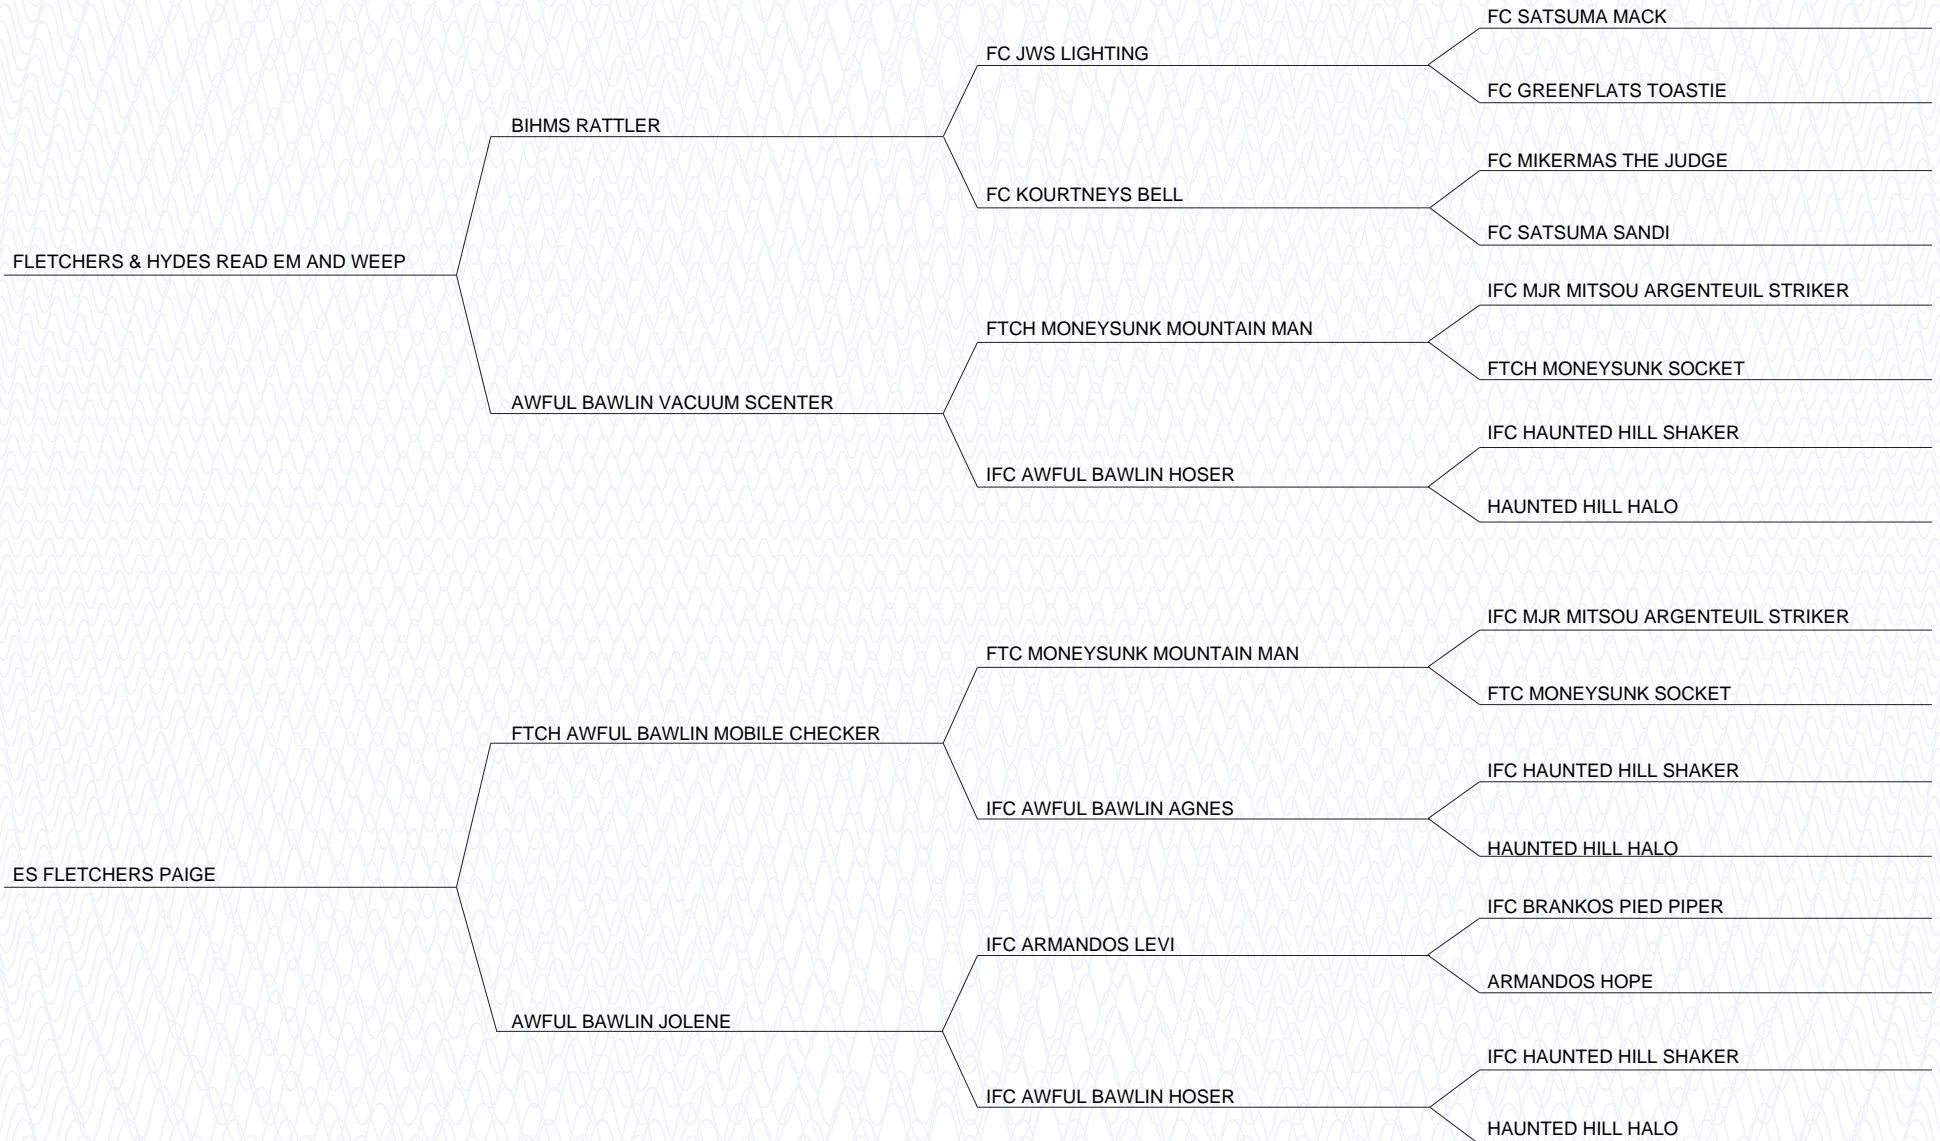 FC SATSUMA MACK
FC JWS LIGHTING
FC GREENFLATS TOASTIE
BIHMS RATTLER
FC MIKERMAS THE JUDGE
FC KOURTNEYS BELL
FC SATSUMA SANDI
FLETCHERS & HYDES READ EM AND WEEP
IFC MJR MITSOU ARGENTEUIL STRIKER
FTCH MONEYSUNK MOUNTAIN MAN
FTCH MONEYSUNK SOCKET
AWFUL BAWLIN VACUUM SCENTER
IFC HAUNTED HILL SHAKER
IFC AWFUL BAWLIN HOSER
HAUNTED HILL HALO
IFC MJR MITSOU ARGENTEUIL STRIKER
FTC MONEYSUNK MOUNTAIN MAN
FTC MONEYSUNK SOCKET
FTCH AWFUL BAWLIN MOBILE CHECKER
IFC HAUNTED HILL SHAKER
IFC AWFUL BAWLIN AGNES
HAUNTED HILL HALO
ES FLETCHERS PAIGE
IFC BRANKOS PIED PIPER
IFC ARMANDOS LEVI
ARMANDOS HOPE
AWFUL BAWLIN JOLENE
IFC HAUNTED HILL SHAKER
IFC AWFUL BAWLIN HOSER
HAUNTED HILL HALO